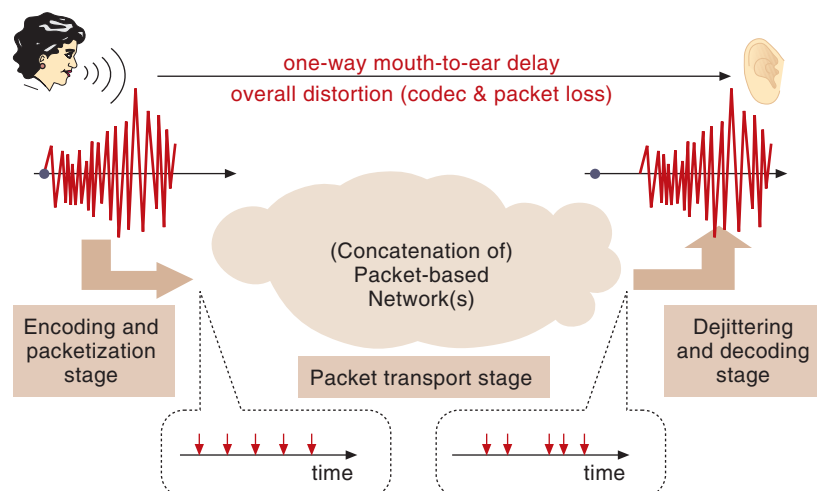 one-way mouth-to-ear delay
overall distortion (codec & packet loss)
(Concatenation of)
Packet-based
Network(s)
Encoding and
packetization
stage
Packet transport stage
Dejittering
and decoding
stage
time
time